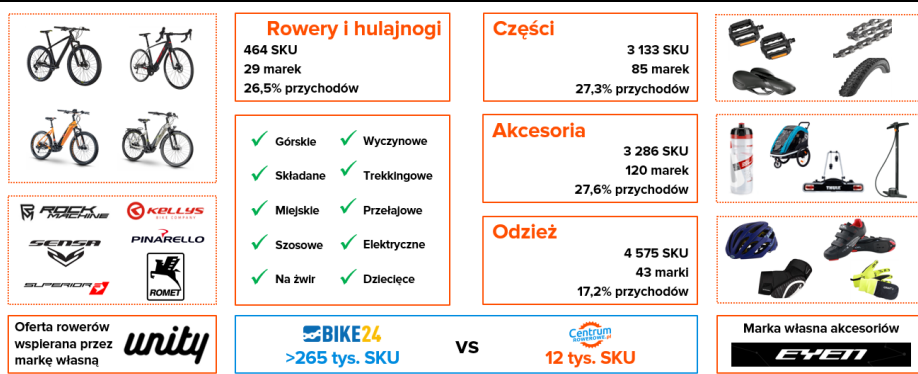 Rowery i hulajnogi
464 SKU
29 marek
26,5% przychodów
Części
3 133 SKU
85 marek
27,3% przychodów
Górskie
Wyczynowe
Składane
Trekkingowe
Miejskie
Przełajowe
Szosowe
Elektryczne
Na żwir
Dziecięce
Akcesoria
3 286 SKU
120 marek
27,6% przychodów
THULE
Odzież
4 575 SKU
43 marki
17,2% przychodów
ROCK
MACHINE
KELLYS
BIKE COMPANY
SENSA
PINARELLO
SUPERIOR
ROMET
Oferta rowerów
wspierana przez
markę własną
unity
BIKE24
>265 tys. SKU
vs
Centrum
ROWEROWE.pl
12 tys. SKU
Marka własna akcesoriów
EYEN